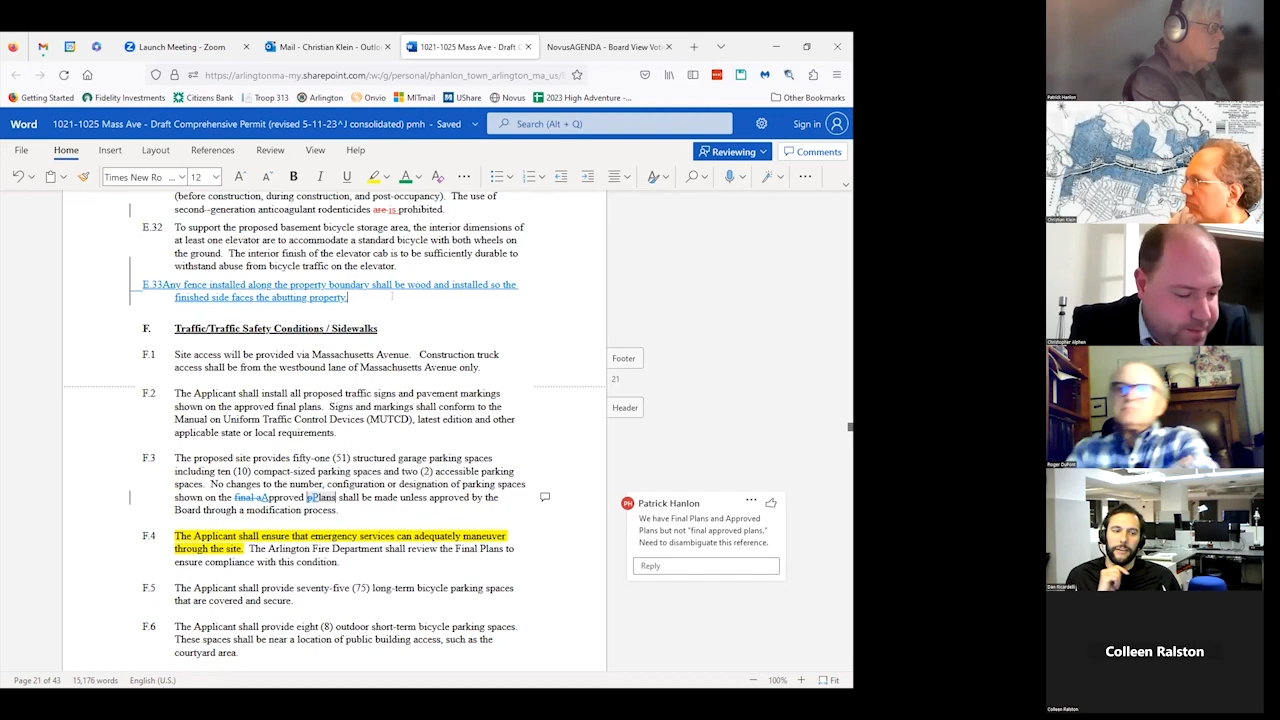 Launch Meeting - Zoom
Mail - Christian Klein - Outlo
1021-1025 Mass Ave - Draft C
NovusAGENDA - Board View Vot
https://arlingtonma-my.sharepoint.com/:w:/g/personal/phanlon_town_arlington_ma_us/
Getting Started
Fidelity Investments
Citizens Bank
Troop 313
Arlington
Onvio
MITmail
UShare
Novus
2023 High Adventure -...
Other Bookmarks
Word
1021-1025 Mass Ave - Draft Comprehensive Permit (revised 5-11-23^J consolidated) pmh - Saved
Search (Alt + Q)
sign in
File
Home
Insert
Layout
References
Review
View
Help
Reviewing
Comments
Times New Ro ...
12
(before construction, during construction, and post-occupancy). The use of
second--generation anticoagulant rodenticides are is prohibited.
E.32 To support the proposed basement bicycle storage area, the interior dimensions of
at least one elevator are to accommodate a standard bicycle with both wheels on
the ground. The interior finish of the elevator cab is to be sufficiently durable to
withstand abuse from bicycle traffic on the elevator.
E.33Any fence installed along the property boundary shall be wood and installed so the
finished side faces the abutting property.
F. Traffic/Traffic Safety Conditions / Sidewalks
F.1 Site access will be provided via Massachusetts Avenue. Construction truck
access shall be from the westbound lane of Massachusetts Avenue only.
F.2 The Applicant shall install all proposed traffic signs and pavement markings
shown on the approved final plans. Signs and markings shall conform to the
Manual on Uniform Traffic Control Devices (MUTCD), latest edition and other
applicable state or local requirements.
F.3 The proposed site provides fifty-one (51) structured garage parking spaces
including ten (10) compact-sized parking spaces and two (2) accessible parking
spaces. No changes to the number, configuration or designation of parking spaces
shown on the final aApproved pPlans shall be made unless approved by the
Board through a modification process.
F.4 The Applicant shall ensure that emergency services can adequately maneuver
through the site. The Arlington Fire Department shall review the Final Plans to
ensure compliance with this condition.
F.5 The Applicant shall provide seventy-five (75) long-term bicycle parking spaces
that are covered and secure.
F.6 The Applicant shall provide eight (8) outdoor short-term bicycle parking spaces.
These spaces shall be near a location of public building access, such as the
courtyard area.
Footer
21
Header
PH Patrick Hanlon
We have Final Plans and Approved
Plans but not "final approved plans."
Need to disambiguate this reference.
Reply
Page 21 of 43
15,176 words
English (U.S.)
100%
Fit
Patrick Hanlon
Christian Klein
Christopher Alphen
Roger DuPont
Dan Ricardelli
Colleen Ralston
Colleen Ralston